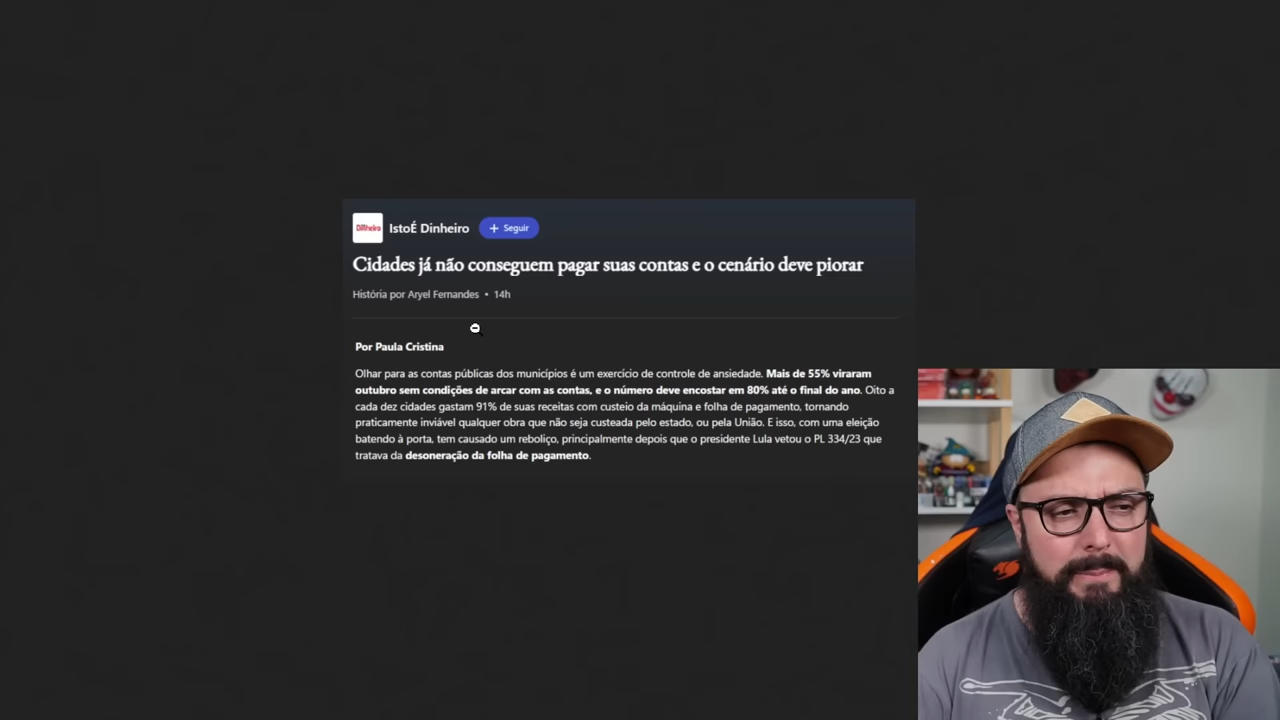 Dinheiro
IstoÉ Dinheiro
+ Seguir
Cidades já não conseguem pagar suas contas e o cenário deve piorar
História por Aryel Fernandes • 14h
Por Paula Cristina
Olhar para as contas públicas dos municípios é um exercício de controle de ansiedade. Mais de 55% viraram
outubro sem condições de arcar com as contas, e o número deve encostar em 80% até o final do ano. Oito a
cada dez cidades gastam 91% de suas receitas com custeio da máquina e folha de pagamento, tornando
praticamente inviável qualquer obra que não seja custeada pelo estado, ou pela União. E isso, com uma eleição
batendo à porta, tem causado um reboliço, principalmente depois que o presidente Lula vetou o PL 334/23 que
tratava da desoneração da folha de pagamento.